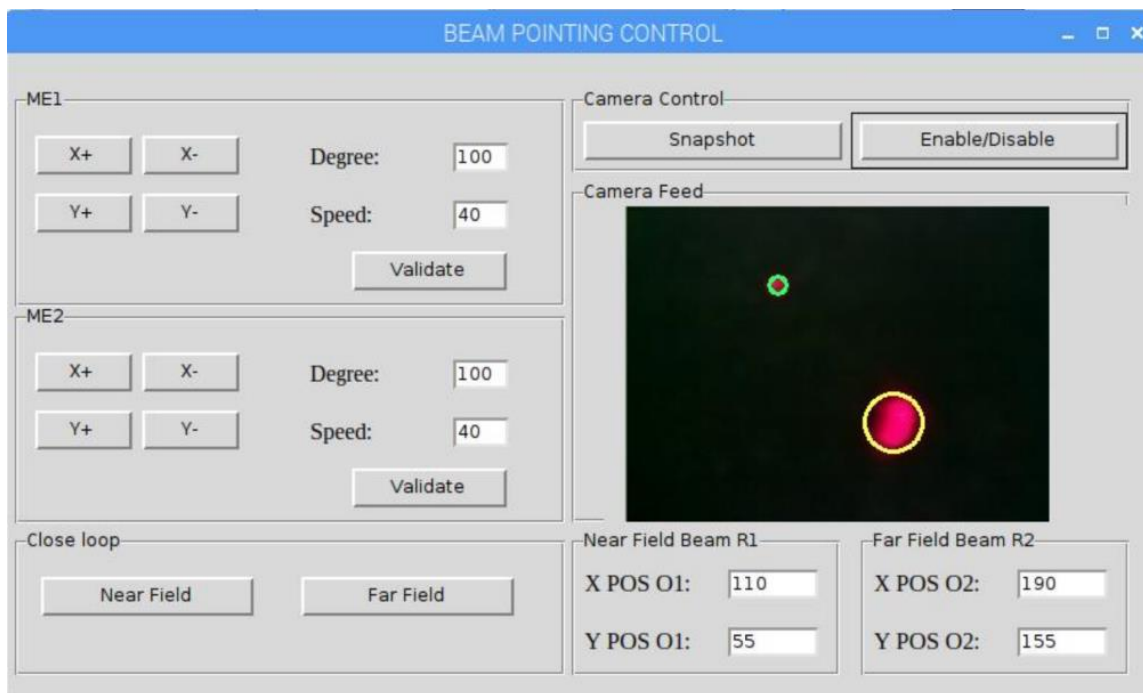 BEAM POINTING CONTROL
ME1
X+ X- Degree: 100
Y+ Y- Speed: 40
Validate
ME2
X+ X- Degree: 100
Y+ Y- Speed: 40
Validate
Close loop
Near Field Far Field
Camera Control
Snapshot Enable/Disable
Camera Feed
Near Field Beam R1
X POS O1: 110
Y POS O1: 55
Far Field Beam R2
X POS O2: 190
Y POS O2: 155